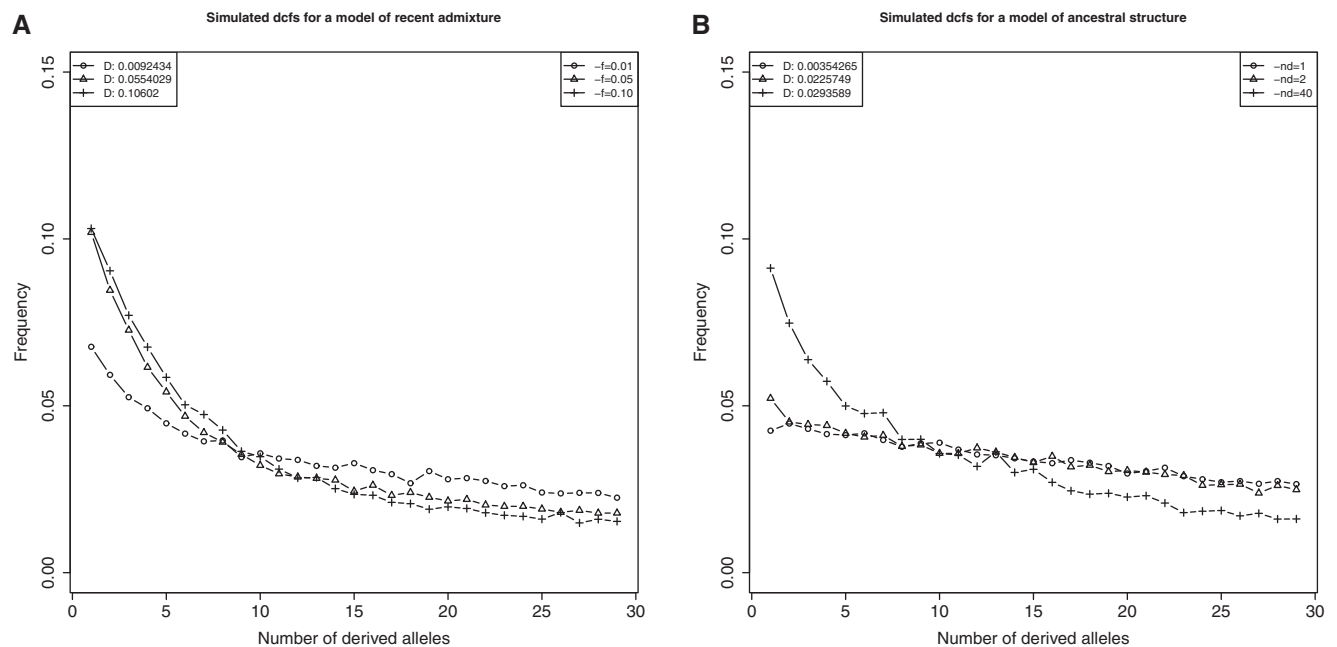 A
Simulated dcfs for a model of recent admixture
D: 0.0092434
D: 0.0554029
D: 0.10602
−f=0.01
−f=0.05
−f=0.10
Frequency
0.15
0.10
0.05
0.00
0 5 10 15 20 25 30
Number of derived alleles
B
Simulated dcfs for a model of ancestral structure
D: 0.00354265
D: 0.0225749
D: 0.0293589
−nd=1
−nd=2
−nd=40
Frequency
0.15
0.10
0.05
0.00
0 5 10 15 20 25 30
Number of derived alleles